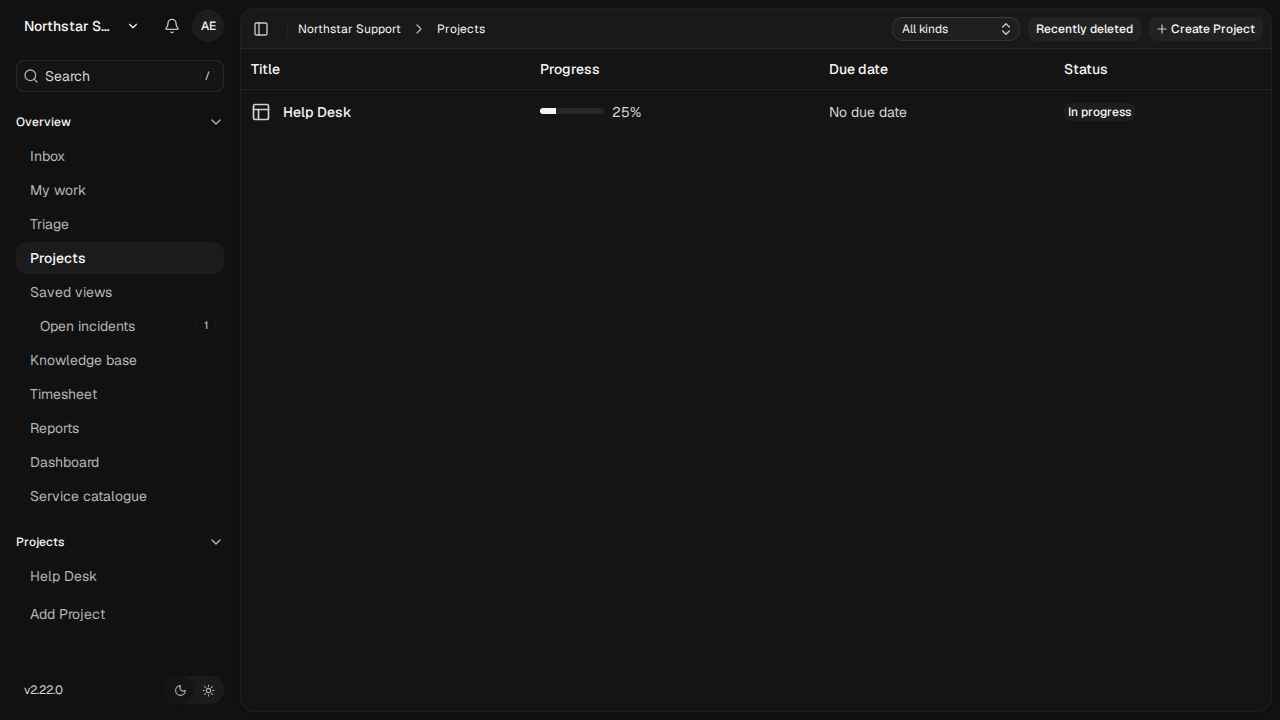 Northstar S...
AE
Search
/
Overview
Inbox
My work
Triage
Projects
Saved views
Open incidents
1
Knowledge base
Timesheet
Reports
Dashboard
Service catalogue
Projects
Help Desk
Add Project
v2.22.0
Northstar Support > Projects
All kinds
Recently deleted
+ Create Project
Title Progress Due date Status
Help Desk 25% No due date In progress